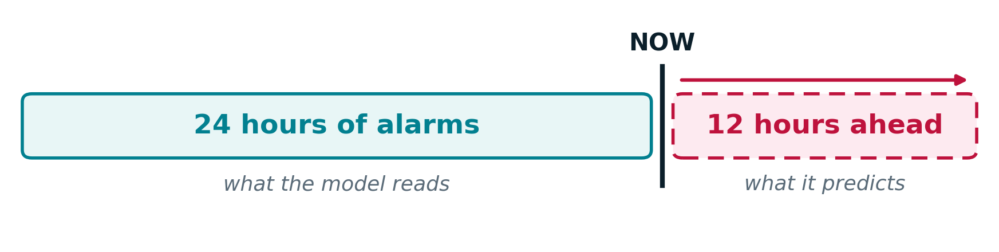 NOW
24 hours of alarms
12 hours ahead
what the model reads
what it predicts